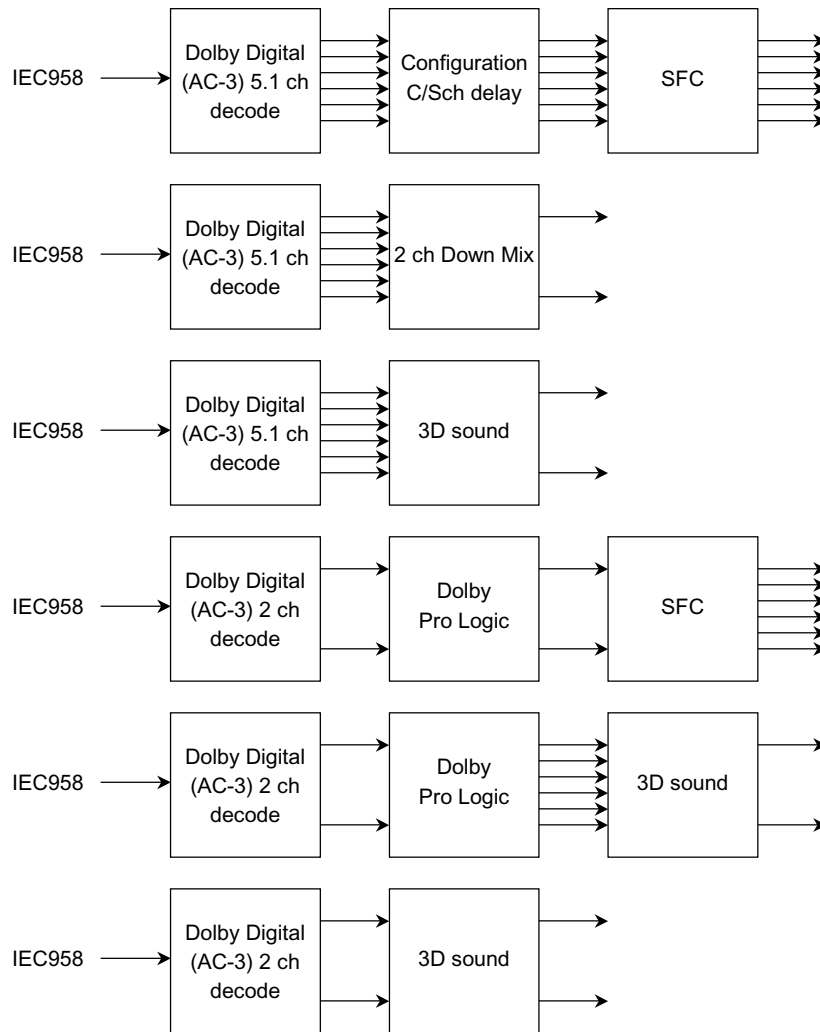 IEC958
Dolby Digital
(AC-3) 5.1 ch
decode
Configuration
C/Sch delay
SFC
IEC958
Dolby Digital
(AC-3) 5.1 ch
decode
2 ch Down Mix
IEC958
Dolby Digital
(AC-3) 5.1 ch
decode
3D sound
IEC958
Dolby Digital
(AC-3) 2 ch
decode
Dolby
Pro Logic
SFC
IEC958
Dolby Digital
(AC-3) 2 ch
decode
Dolby
Pro Logic
3D sound
IEC958
Dolby Digital
(AC-3) 2 ch
decode
3D sound